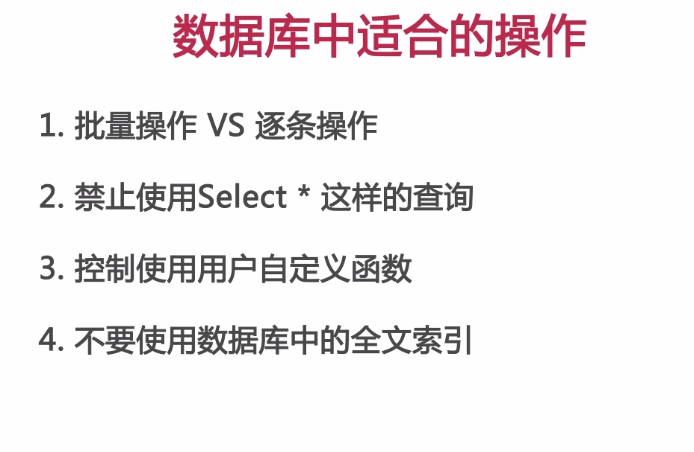 数据库中适合的操作
1. 批量操作 VS 逐条操作
2. 禁止使用Select * 这样的查询
3. 控制使用用户自定义函数
4. 不要使用数据库中的全文索引